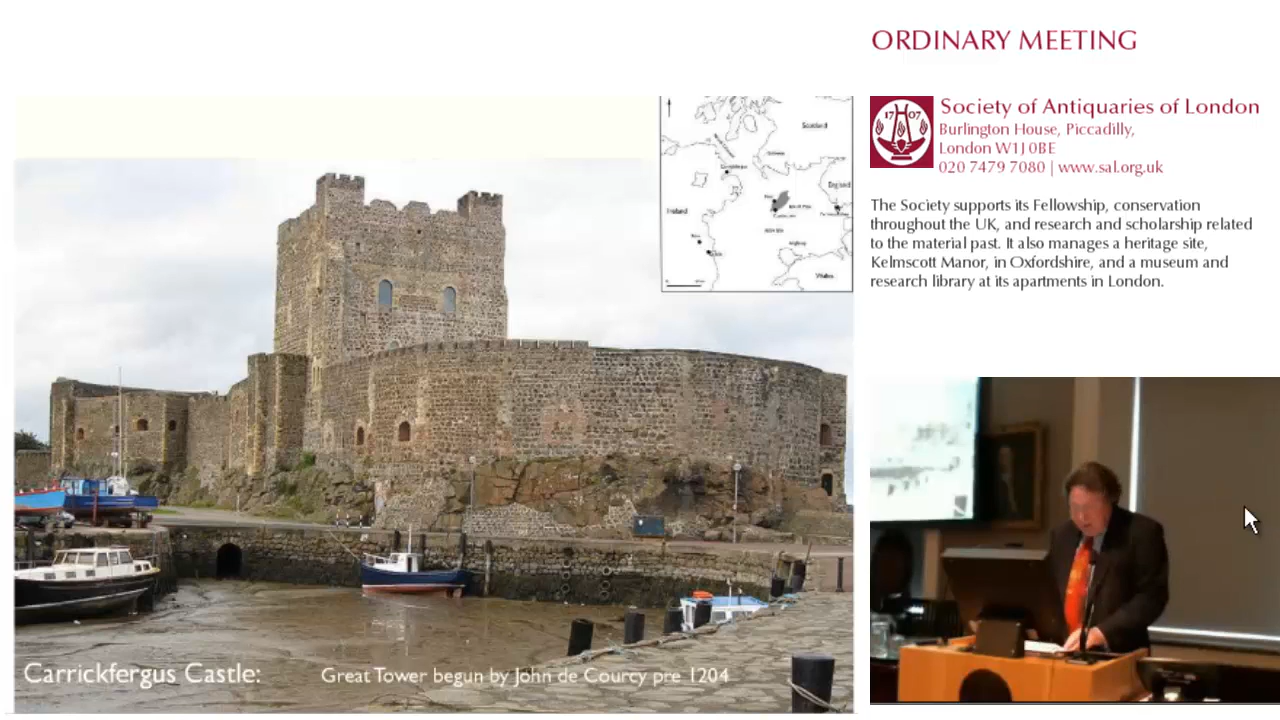 ORDINARY MEETING
17 07
Society of Antiquaries of London
Burlington House, Piccadilly,
London W1J 0BE
020 7479 7080 | www.sal.org.uk
The Society supports its Fellowship, conservation
throughout the UK, and research and scholarship related
to the material past. It also manages a heritage site,
Kelmscott Manor, in Oxfordshire, and a museum and
research library at its apartments in London.
Scotland
England
Ireland
Wales
Carrickfergus Castle:
Great Tower begun by John de Courcy pre 1204